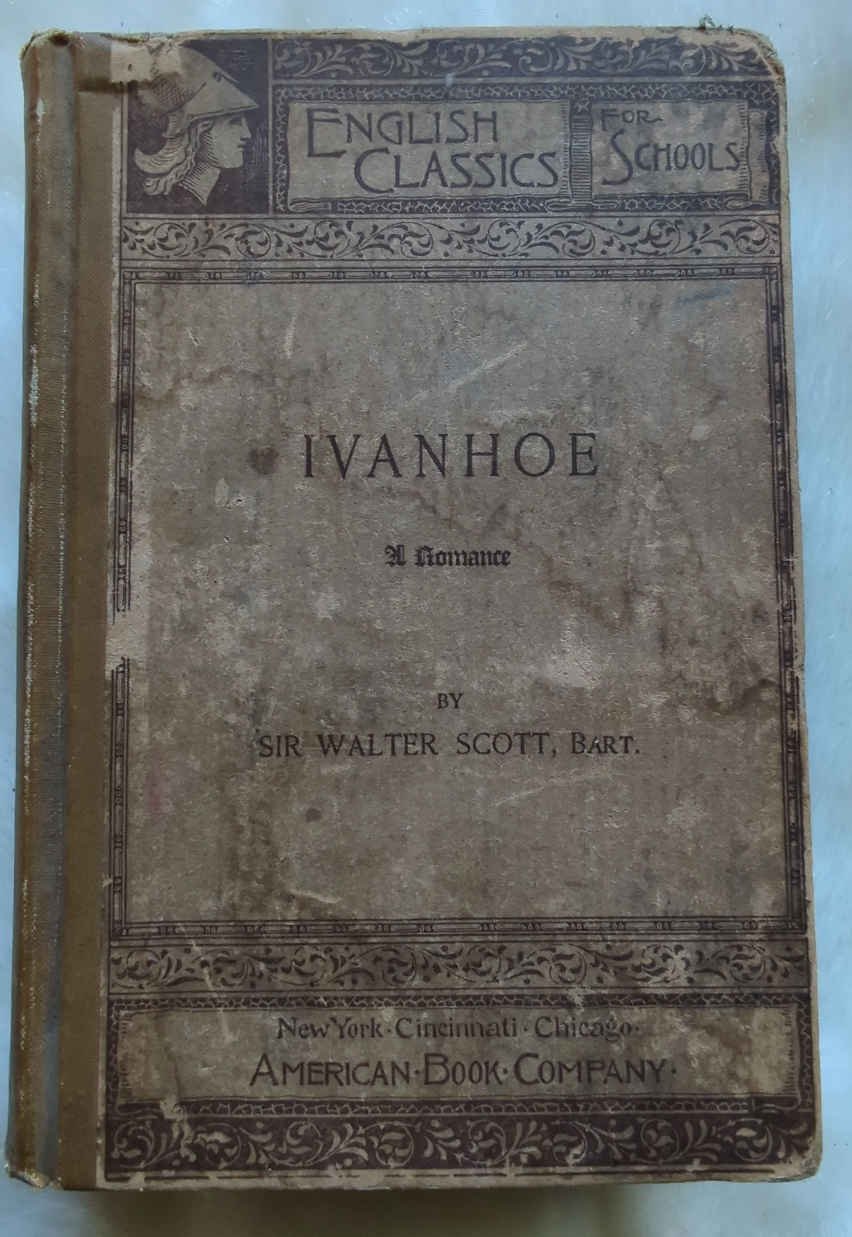 ENGLISH
CLASSICS
FOR
SCHOOLS
IVANHOE
A Romance
BY
SIR WALTER SCOTT, BART.
New York · Cincinnati · Chicago ·
AMERICAN · BOOK · COMPANY ·